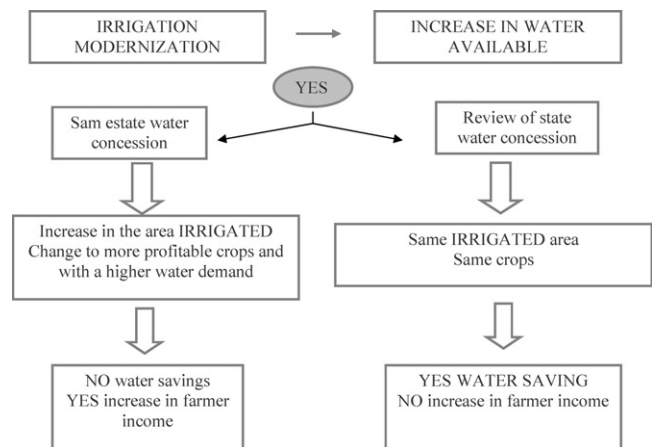 IRRIGATION
MODERNIZATION
INCREASE IN WATER
AVAILABLE
YES
Sam estate water
concession
Review of state
water concession
Increase in the area IRRIGATED
Change to more profitable crops and
with a higher water demand
Same IRRIGATED area
Same crops
NO water savings
YES increase in farmer
income
YES WATER SAVING
NO increase in farmer income